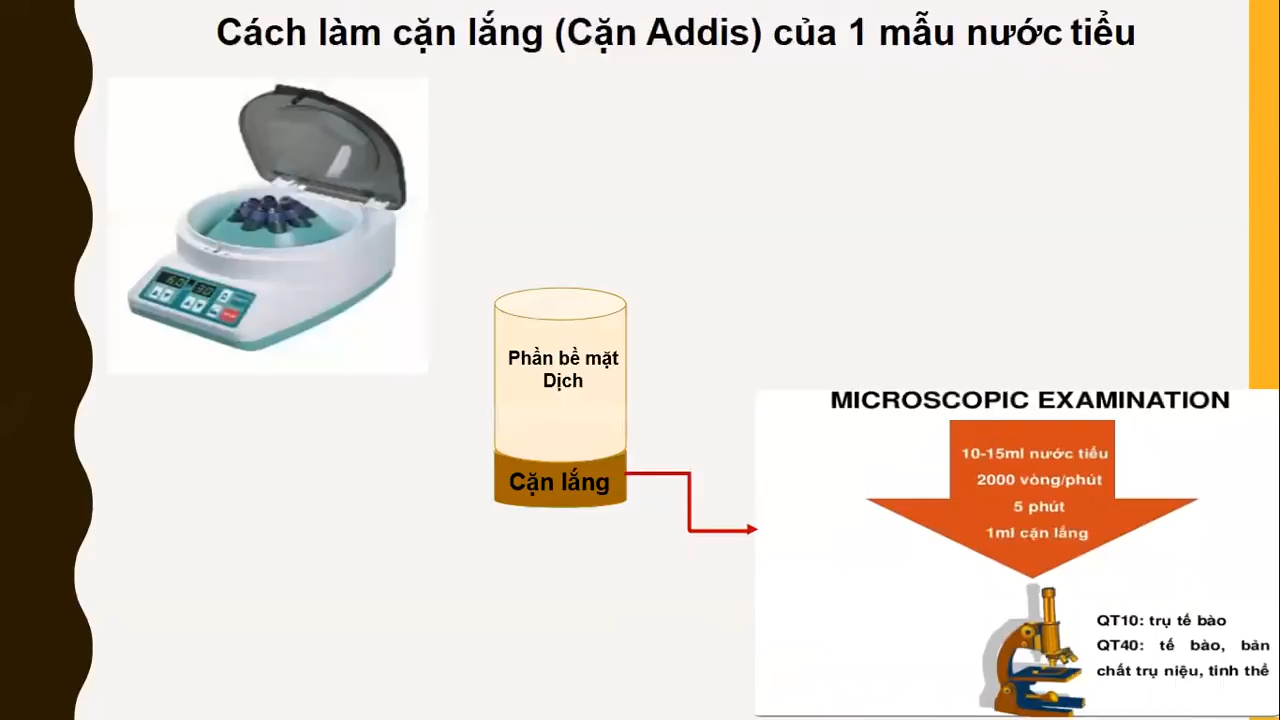 Cách làm cặn lắng (Cặn Addis) của 1 mẫu nước tiểu
Phần bề mặt
Dịch
Cặn lắng
MICROSCOPIC EXAMINATION
10-15ml nước tiểu
2000 vòng/phút
5 phút
1ml cặn lắng
QT10: trụ tế bào
QT40: tế bào, bản
chất trụ niệu, tinh thể